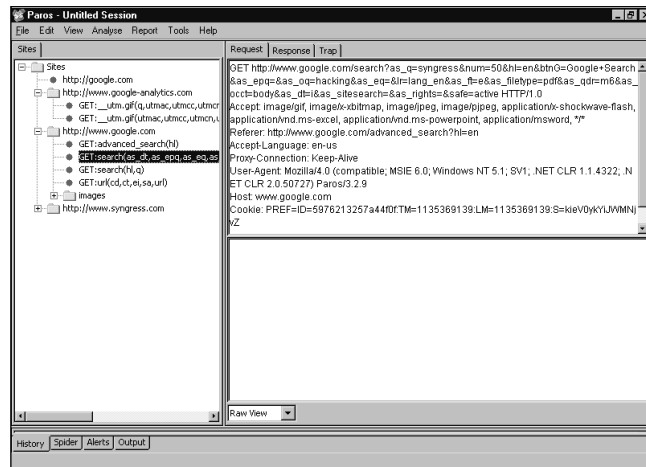 Paros - Untitled Session
File Edit View Analyse Report Tools Help
Sites
Sites
http://google.com
http://www.google-analytics.com
GET:__utm.gif(q,utmac,utmcc,utmcr
GET:__utm.gif(utmac,utmcc,utmcn,u
http://www.google.com
GET:advanced_search(hl)
GET:search(as_dt,as_epq,as_eq,as
GET:search(hl,q)
GET:url(cd,ct,ei,sa,url)
images
http://www.syngress.com
Request Response Trap
GET http://www.google.com/search?as_q=syngress&num=50&hl=en&btnG=Google+Search
&as_epq=&as_oq=hacking&as_eq=&lr=lang_en&as_ft=e&as_filetype=pdf&as_qdr=m6&as_
occt=body&as_dt=i&as_sitesearch=&as_rights=&safe=active HTTP/1.0
Accept: image/gif, image/x-xbitmap, image/jpeg, image/pjpeg, application/x-shockwave-flash,
application/vnd.ms-excel, application/vnd.ms-powerpoint, application/msword, */*
Referer: http://www.google.com/advanced_search?hl=en
Accept-Language: en-us
Proxy-Connection: Keep-Alive
User-Agent: Mozilla/4.0 (compatible; MSIE 6.0; Windows NT 5.1; SV1; .NET CLR 1.1.4322; .N
ET CLR 2.0.50727) Paros/3.2.9
Host: www.google.com
Cookie: PREF=ID=5976213257a44f0f:TM=1135369139:LM=1135369139:S=kieV0ykYiJWMNj
vZ
Raw View
History Spider Alerts Output